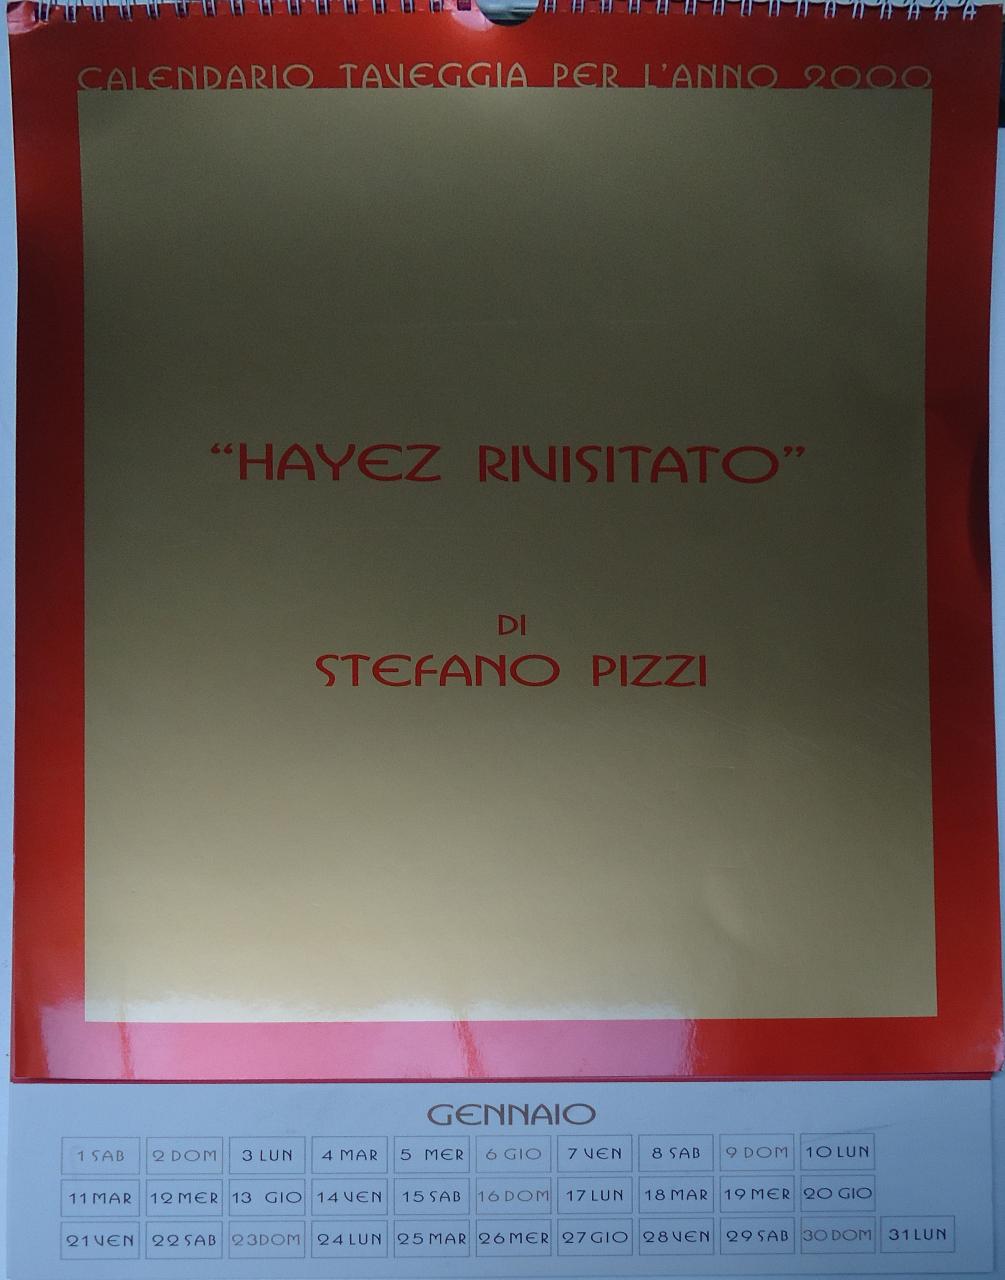 CALENDARIO TAVEGGIA PER L'ANNO 2000
“HAYEZ RIVISITATO”
DI
STEFANO PIZZI
GENNAIO
1 SAB 2 DOM 3 LUN 4 MAR 5 MER 6 GIO 7 VEN 8 SAB 9 DOM 10 LUN
11 MAR 12 MER 13 GIO 14 VEN 15 SAB 16 DOM 17 LUN 18 MAR 19 MER 20 GIO
21 VEN 22 SAB 23 DOM 24 LUN 25 MAR 26 MER 27 GIO 28 VEN 29 SAB 30 DOM 31 LUN